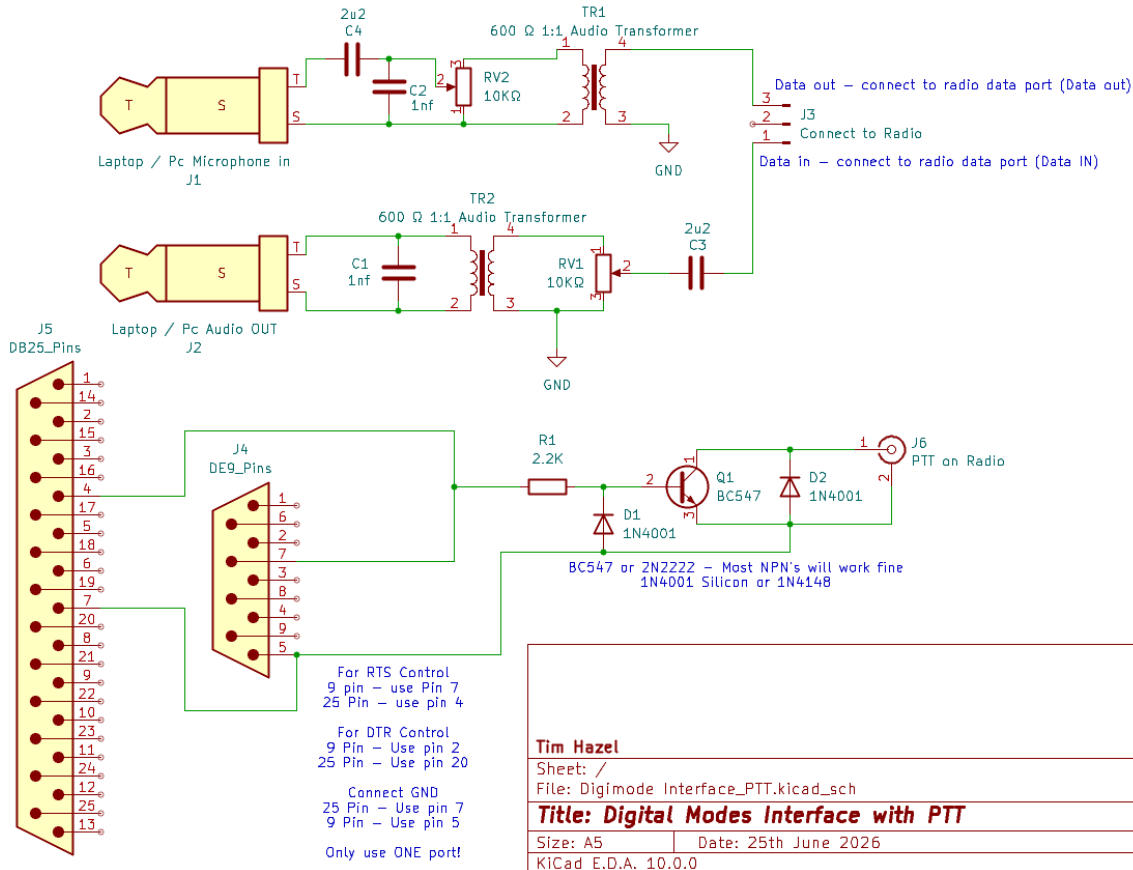 TR1
600 Ω 1:1 Audio Transformer
2u2
C4
1
4
T
3
2
RV2
10KΩ
1
C2
1nf
T
S
S
2
3
GND
Data out – connect to radio data port (Data out)
3
2
1
J3
Connect to Radio
Data in – connect to radio data port (Data IN)
Laptop / Pc Microphone in
J1
TR2
600 Ω 1:1 Audio Transformer
1
4
2u2
C3
T
T
S
S
C1
1nf
RV1
10KΩ
1
2
3
2
3
GND
Laptop / Pc Audio OUT
J2
J5
DB25_Pins
1
14
2
15
3
16
4
17
5
18
6
19
7
20
8
21
9
22
10
23
11
24
12
25
13
J4
DE9_Pins
1
6
2
7
3
8
4
9
5
R1
2.2K
D1
1N4001
2
1
3
Q1
BC547
D2
1N4001
1
2
J6
PTT on Radio
BC547 or 2N2222 – Most NPN's will work fine
1N4001 Silicon or 1N4148
For RTS Control
9 pin – use Pin 7
25 Pin – use pin 4
For DTR Control
9 Pin – Use pin 2
25 Pin – Use pin 20
Connect GND
25 Pin – Use pin 7
9 Pin – Use pin 5
Only use ONE port!
Tim Hazel
Sheet: /
File: Digimode Interface_PTT.kicad_sch
Title: Digital Modes Interface with PTT
Size: A5
Date: 25th June 2026
KiCad E.D.A. 10.0.0